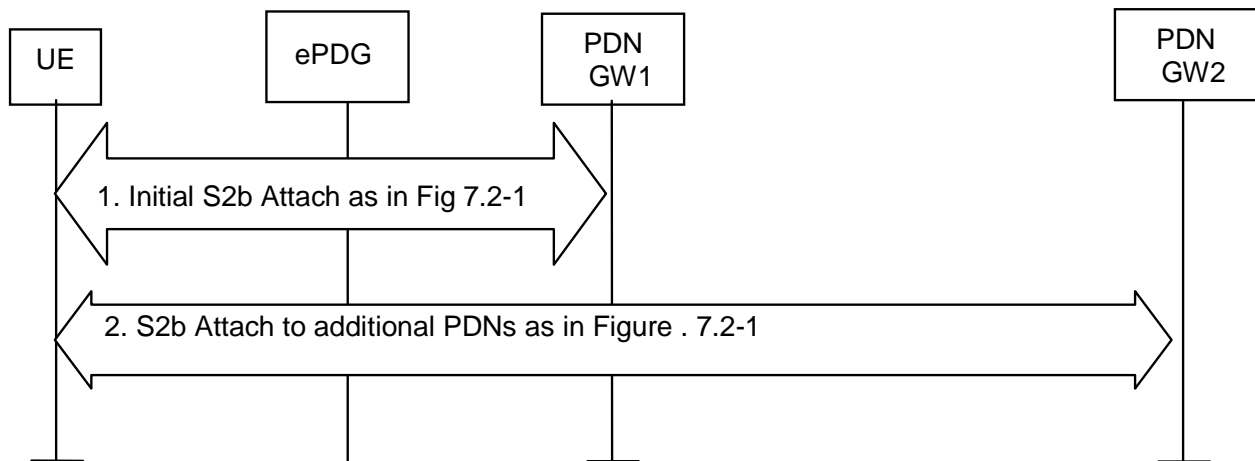 UE
ePDG
PDN
GW1
PDN
GW2
1. Initial S2b Attach as in Fig 7.2-1
2. S2b Attach to additional PDNs as in Figure . 7.2-1